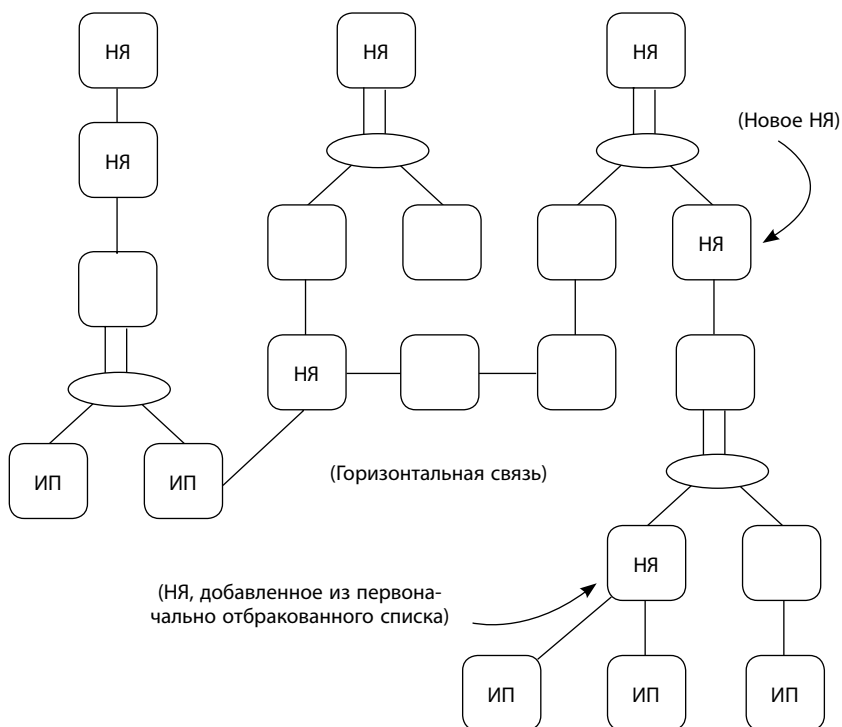 НЯ
НЯ
НЯ
(Новое НЯ)
НЯ
НЯ
НЯ
ИП
ИП
(Горизонтальная связь)
НЯ
(НЯ, добавленное из первона-
чально отбракованного списка)
ИП
ИП
ИП